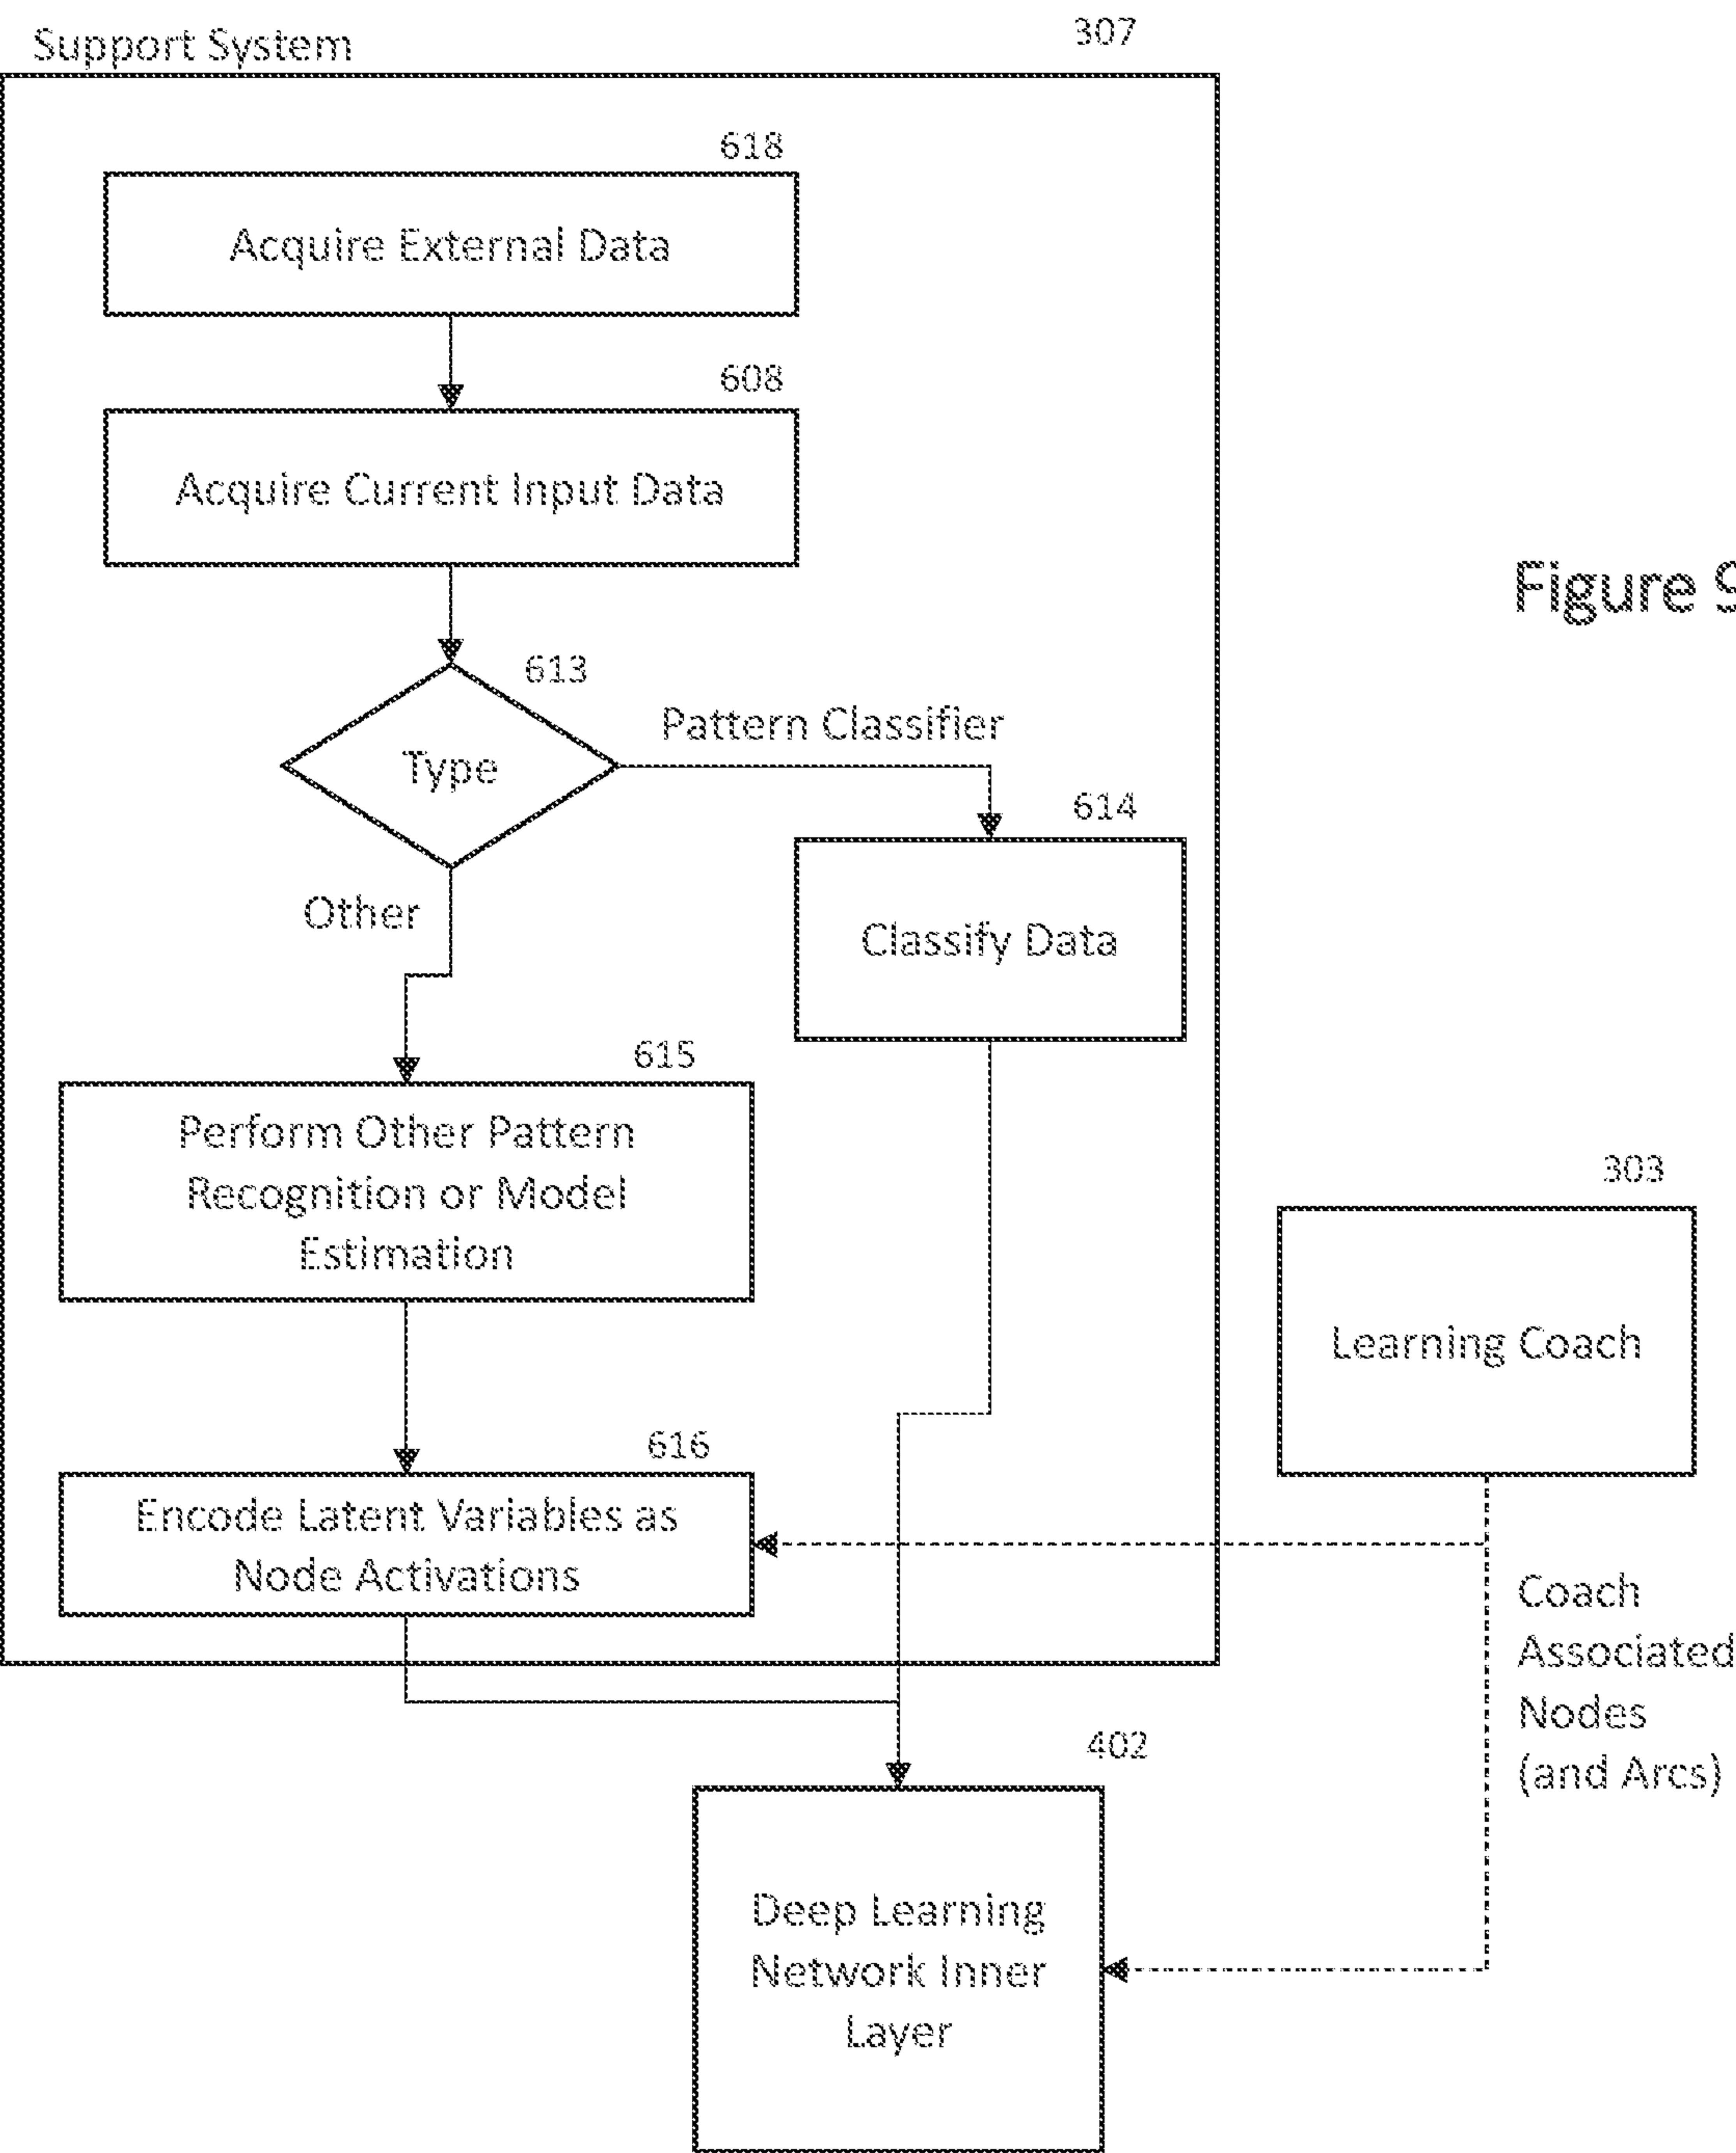 Support System
307
618
Acquire External Data
608
Acquire Current Input Data
Figure 9
613
Type
Pattern Classifier
614
Other
Classify Data
615
Perform Other Pattern
Recognition or Model
Estimation
303
Learning Coach
616
Encode Latent Variables as
Node Activations
Coach
Associated
Nodes
(and Arcs)
402
Deep Learning
Network Inner
Layer